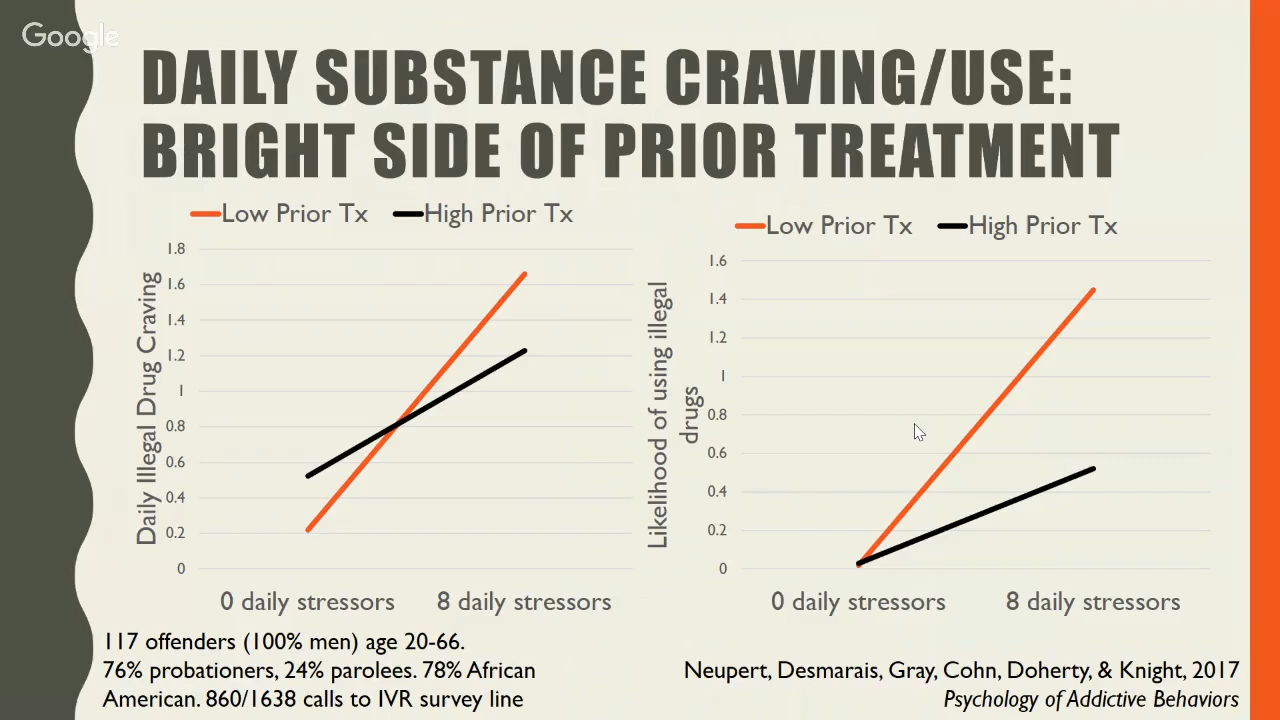 Google
DAILY SUBSTANCE CRAVING/USE:
BRIGHT SIDE OF PRIOR TREATMENT
Low Prior Tx High Prior Tx
Daily Illegal Drug Craving
1.8
1.6
1.4
1.2
1
0.8
0.6
0.4
0.2
0
0 daily stressors 8 daily stressors
Low Prior Tx High Prior Tx
Likelihood of using illegal
drugs
1.6
1.4
1.2
1
0.8
0.6
0.4
0.2
0
0 daily stressors 8 daily stressors
117 offenders (100% men) age 20-66.
76% probationers, 24% parolees. 78% African
American. 860/1638 calls to IVR survey line
Neupert, Desmarais, Gray, Cohn, Doherty, & Knight, 2017
Psychology of Addictive Behaviors